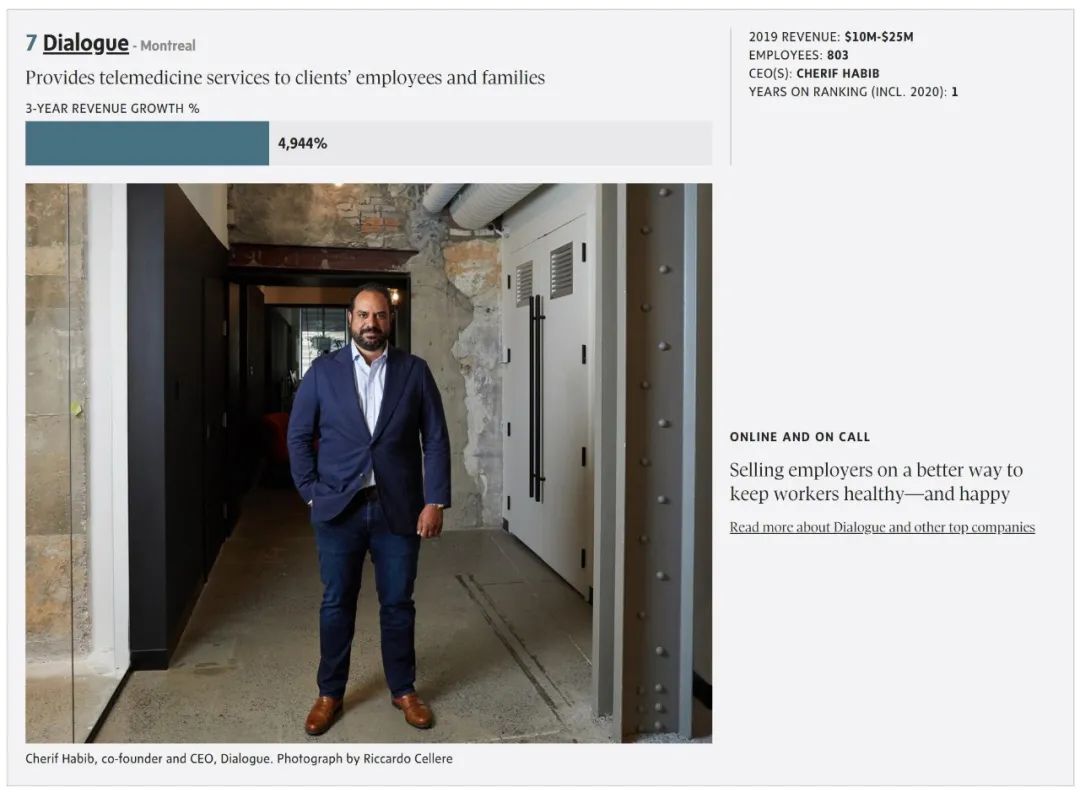 7 Dialogue - Montreal
Provides telemedicine services to clients' employees and families
3-YEAR REVENUE GROWTH %
4,944%
2019 REVENUE: $10M-$25M
EMPLOYEES: 803
CEO(S): CHERIF HABIB
YEARS ON RANKING (INCL. 2020): 1
ONLINE AND ON CALL
Selling employers on a better way to
keep workers healthy—and happy
Read more about Dialogue and other top companies
Cherif Habib, co-founder and CEO, Dialogue. Photograph by Riccardo Cellere